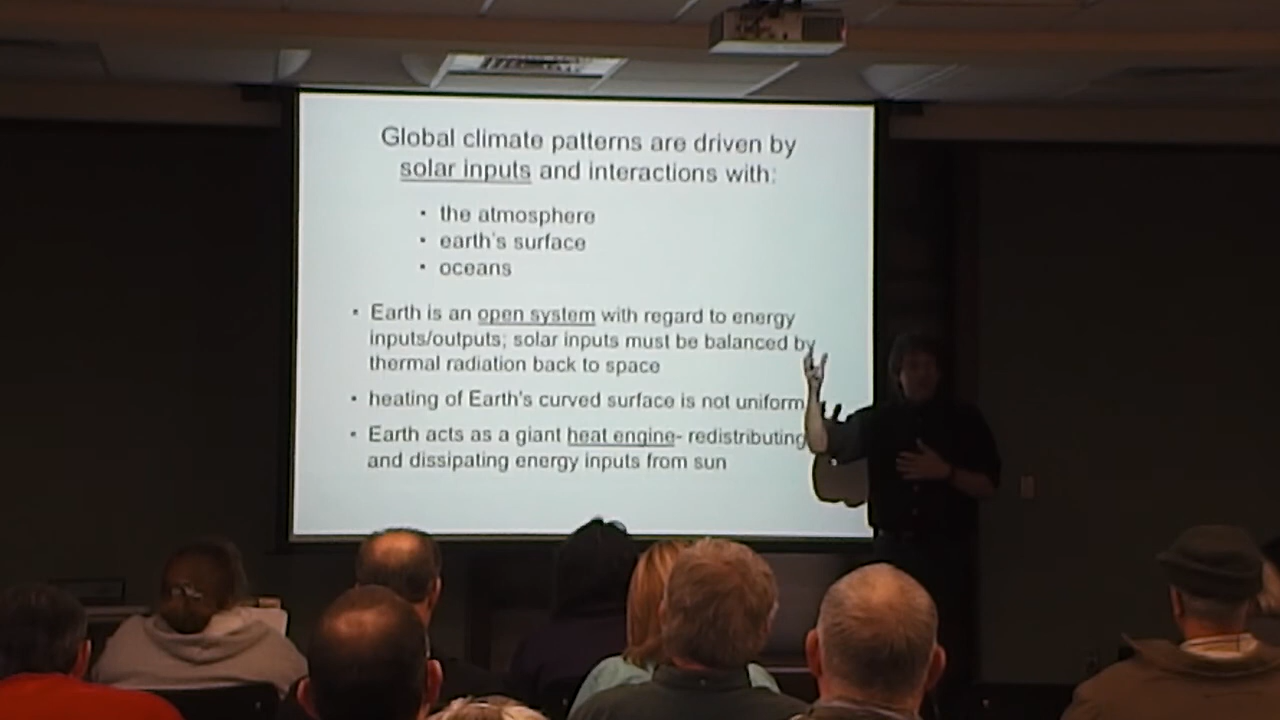 Global climate patterns are driven by
solar inputs and interactions with:
• the atmosphere
• earth's surface
• oceans
• Earth is an open system with regard to energy
inputs/outputs; solar inputs must be balanced by
thermal radiation back to space
• heating of Earth's curved surface is not uniform
• Earth acts as a giant heat engine- redistributing
and dissipating energy inputs from sun